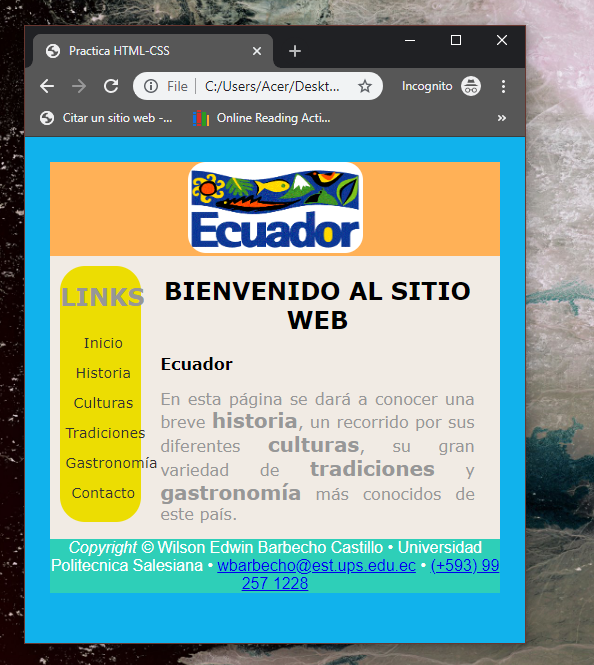 Practica HTML-CSS
File
C:/Users/Acer/Deskt...
Incognito
Citar un sitio web -...
Online Reading Acti...
»
Ecuador
LINKS
Inicio
Historia
Culturas
Tradiciones
Gastronomía
Contacto
BIENVENIDO AL SITIO
WEB
Ecuador
En esta página se dará a conocer una
breve historia, un recorrido por sus
diferentes culturas, su gran
variedad de tradiciones y
gastronomía más conocidos de
este país.
Copyright © Wilson Edwin Barbecho Castillo • Universidad
Politecnica Salesiana • wbarbecho@est.ups.edu.ec • (+593) 99
257 1228